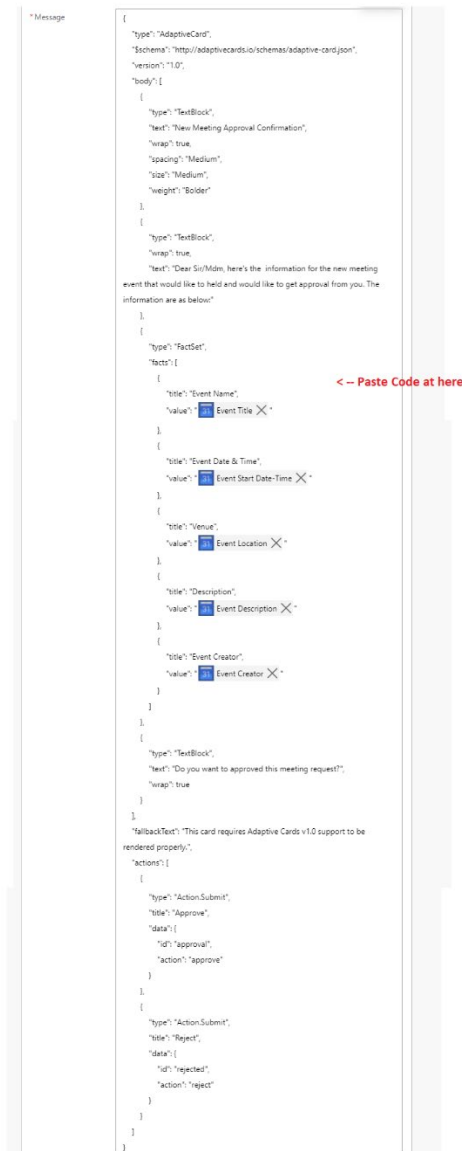 * Message
{
"type": "AdaptiveCard",
"$schema": "http://adaptivecards.io/schemas/adaptive-card.json",
"version": "1.0",
"body": [
{
"type": "TextBlock",
"text": "New Meeting Approval Confirmation",
"wrap": true,
"spacing": "Medium",
"size": "Medium",
"weight": "Bolder"
},
{
"type": "TextBlock",
"wrap": true,
"text": "Dear Sir/Mdm, here's the information for the new meeting
event that would like to held and would like to get approval from you. The
information are as below:"
},
{
"type": "FactSet",
"facts": [
{
< -- Paste Code at here
"title": "Event Name",
"value": " 31 Event Title × "
},
{
"title": "Event Date & Time",
"value": " 31 Event Start Date-Time × "
},
{
"title": "Venue",
"value": " 31 Event Location × "
},
{
"title": "Description",
"value": " 31 Event Description × "
},
{
"title": "Event Creator",
"value": " 31 Event Creator × "
}
]
},
{
"type": "TextBlock",
"text": "Do you want to approved this meeting request?",
"wrap": true
}
],
"fallbackText": "This card requires Adaptive Cards v1.0 support to be
rendered properly.",
"actions": [
{
"type": "Action.Submit",
"title": "Approve",
"data": {
"id": "approval",
"action": "approve"
}
},
{
"type": "Action.Submit",
"title": "Reject",
"data": {
"id": "rejected",
"action": "reject"
}
}
]
}